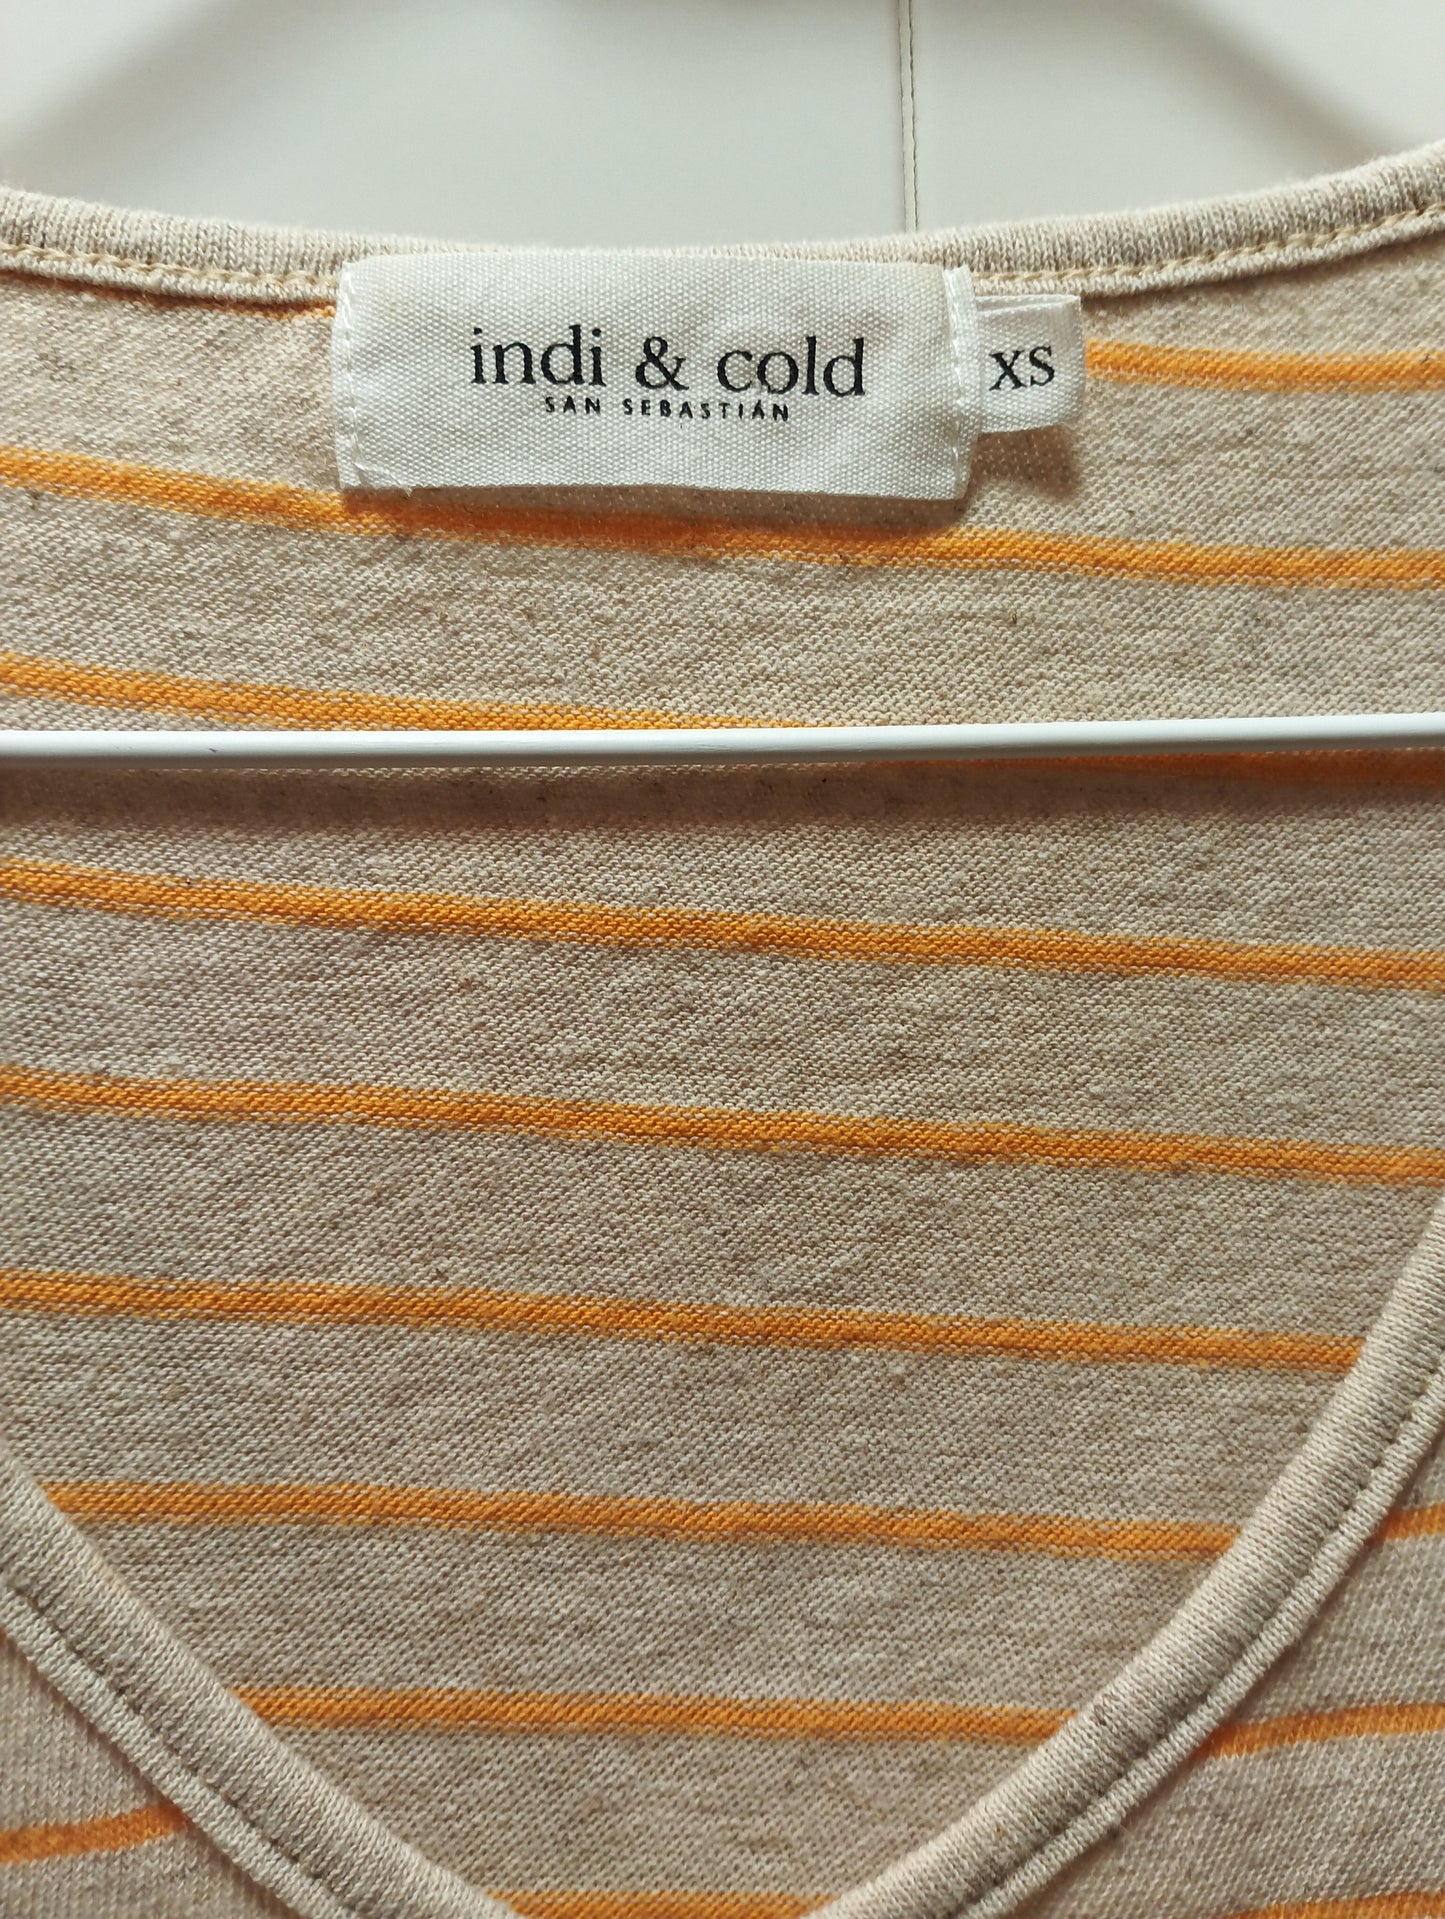 indi & cold
SAN SEBASTIÁN
XS